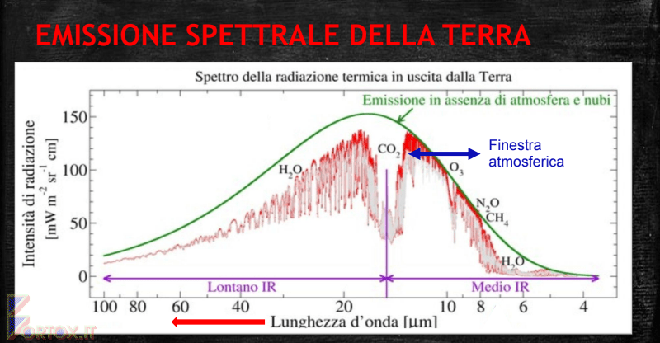 EMISSIONE SPETTRALE DELLA TERRA
Spettro della radiazione termica in uscita dalla Terra
Emissione in assenza di atmosfera e nubi
Finestra
atmosferica
Intensità di radiazione
[mW m⁻² sr⁻¹ cm]
150
100
50
0
H₂O
CO₂
O₃
N₂O
CH₄
H₂O
Lontano IR
Medio IR
100 80 60 40 20 10 8 6 4
Lunghezza d'onda [µm]
ORTOX.IT